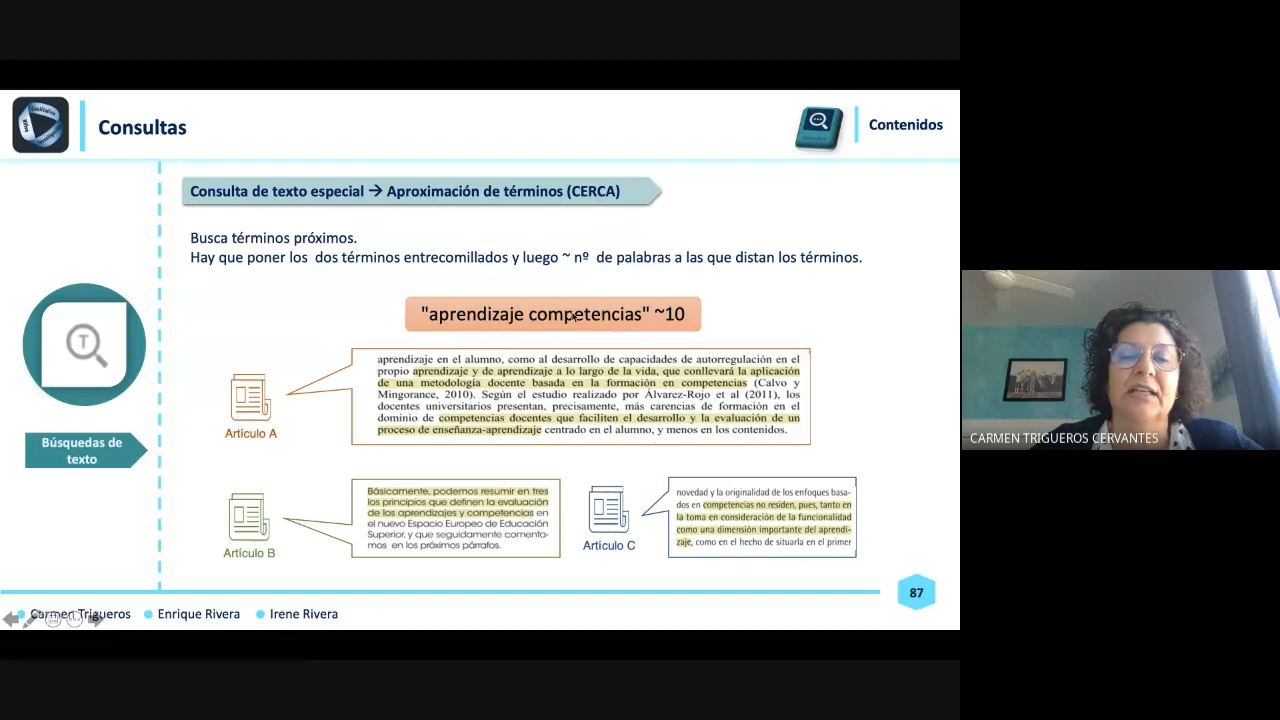 Consultas
Contenidos
Consulta de texto especial → Aproximación de términos (CERCA)
Busca términos próximos.
Hay que poner los dos términos entrecomillados y luego ~ nº de palabras a las que distan los términos.
"aprendizaje competencias" ~10
aprendizaje en el alumno, como al desarrollo de capacidades de autorregulación en el
propio aprendizaje y de aprendizaje a lo largo de la vida, que conllevará la aplicación
de una metodología docente basada en la formación en competencias (Calvo y
Mingorance, 2010). Según el estudio realizado por Álvarez-Rojo et al (2011), los
docentes universitarios presentan, precisamente, más carencias de formación en el
dominio de competencias docentes que faciliten el desarrollo y la evaluación de un
proceso de enseñanza-aprendizaje centrado en el alumno, y menos en los contenidos.
Artículo A
T
Búsquedas de
texto
Básicamente, podemos resumir en tres
los principios que definen la evaluación
de los aprendizajes y competencias en
el nuevo Espacio Europeo de Educación
Superior, y que seguidamente comenta-
mos en los próximos párrafos.
Artículo B
novedad y la originalidad de los enfoques basa-
dos en competencias no residen, pues, tanto en
la toma en consideración de la funcionalidad
como una dimensión importante del aprendi-
zaje, como en el hecho de situarla en el primer
Artículo C
87
Carmen Trigueros
Enrique Rivera
Irene Rivera
CARMEN TRIGUEROS CERVANTES